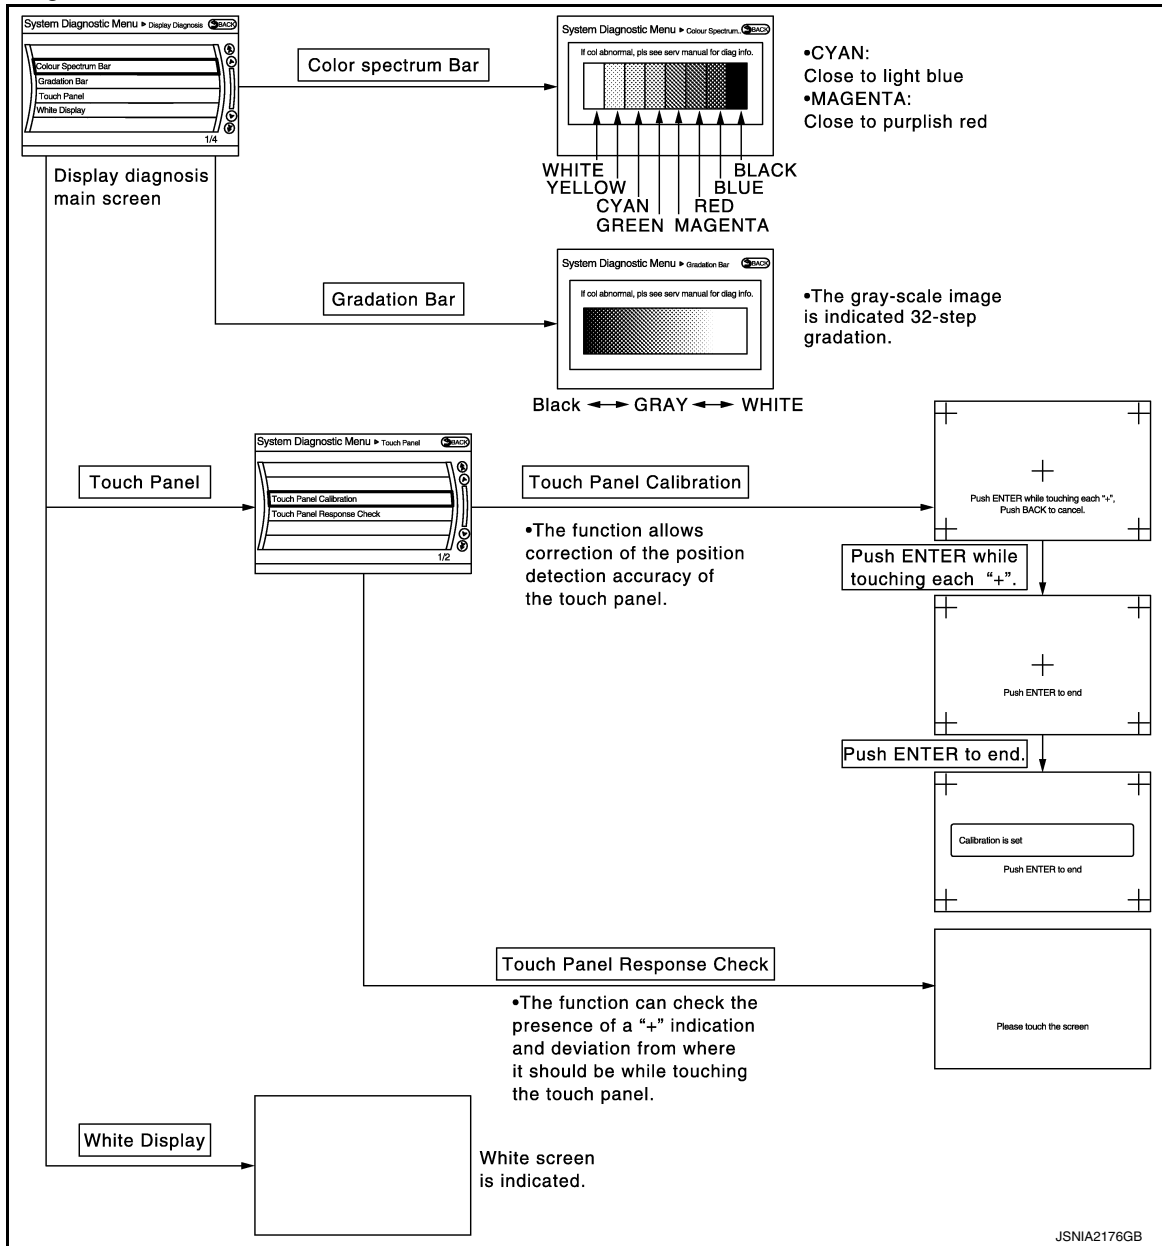 System Diagnostic Menu ▶ Display Diagnosis BACK
Colour Spectrum Bar
Gradation Bar
Touch Panel
White Display
1/4
Display diagnosis
main screen
Color spectrum Bar
System Diagnostic Menu ▶ Colour Spectrum.. BACK
If col abnormal, pls see serv manual for diag info.
WHITE
YELLOW
CYAN
GREEN
MAGENTA
RED
BLUE
BLACK
•CYAN:
Close to light blue
•MAGENTA:
Close to purplish red
Gradation Bar
System Diagnostic Menu ▶ Gradation Bar BACK
If col abnormal, pls see serv manual for diag info.
Black ↔ GRAY ↔ WHITE
•The gray-scale image
is indicated 32-step
gradation.
Touch Panel
System Diagnostic Menu ▶ Touch Panel BACK
Touch Panel Calibration
Touch Panel Response Check
1/2
Touch Panel Calibration
•The function allows
correction of the position
detection accuracy of
the touch panel.
Push ENTER while touching each “+”,
Push BACK to cancel.
Push ENTER while
touching each “+”.
Push ENTER to end
Push ENTER to end.
Calibration is set
Push ENTER to end
Touch Panel Response Check
•The function can check the
presence of a “+” indication
and deviation from where
it should be while touching
the touch panel.
Please touch the screen
White Display
White screen
is indicated.
JSNIA2176GB